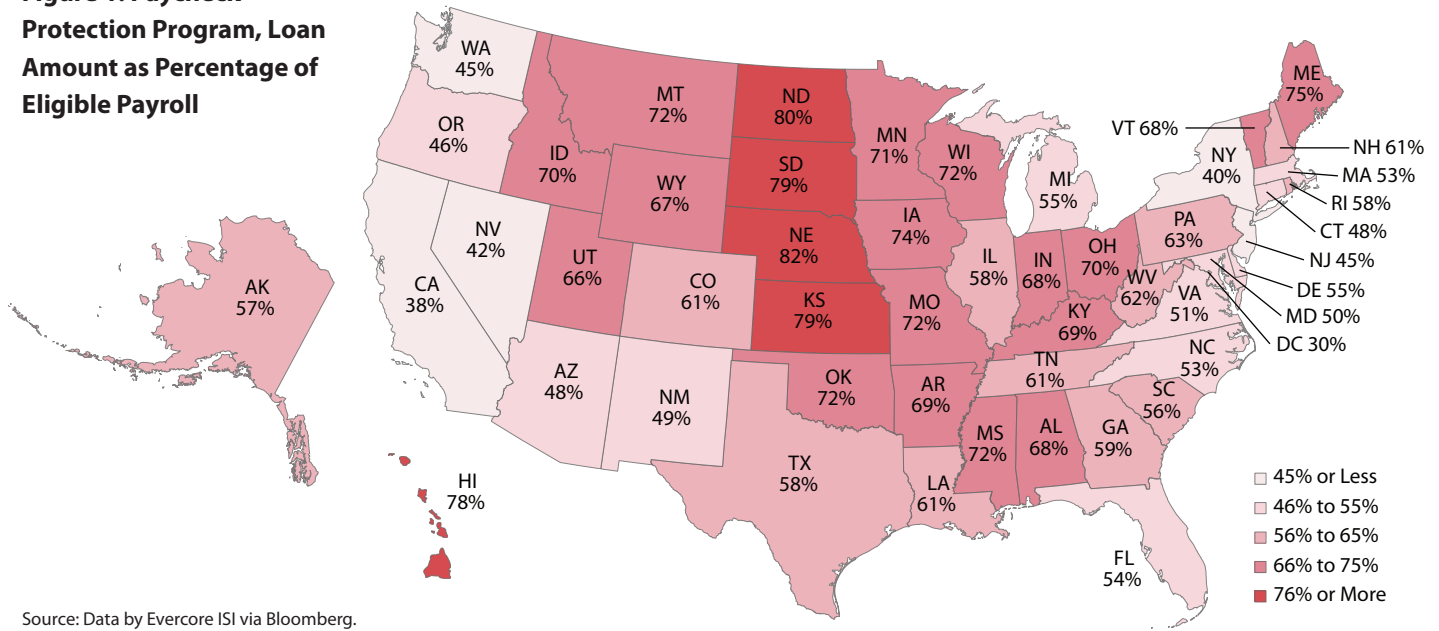 Protection Program, Loan
Amount as Percentage of
Eligible Payroll
WA
45%
OR
46%
CA
38%
NV
42%
ID
70%
MT
72%
WY
67%
UT
66%
CO
61%
AZ
48%
NM
49%
ND
80%
SD
79%
NE
82%
KS
79%
OK
72%
TX
58%
MN
71%
IA
74%
MO
72%
AR
69%
LA
61%
WI
72%
IL
58%
MI
55%
IN
68%
OH
70%
KY
69%
TN
61%
MS
72%
AL
68%
GA
59%
FL
54%
SC
56%
NC
53%
VA
51%
WV
62%
PA
63%
NY
40%
ME
75%
VT 68%
NH 61%
MA 53%
RI 58%
CT 48%
NJ 45%
DE 55%
MD 50%
DC 30%
AK
57%
HI
78%
45% or Less
46% to 55%
56% to 65%
66% to 75%
76% or More
Source: Data by Evercore ISI via Bloomberg.